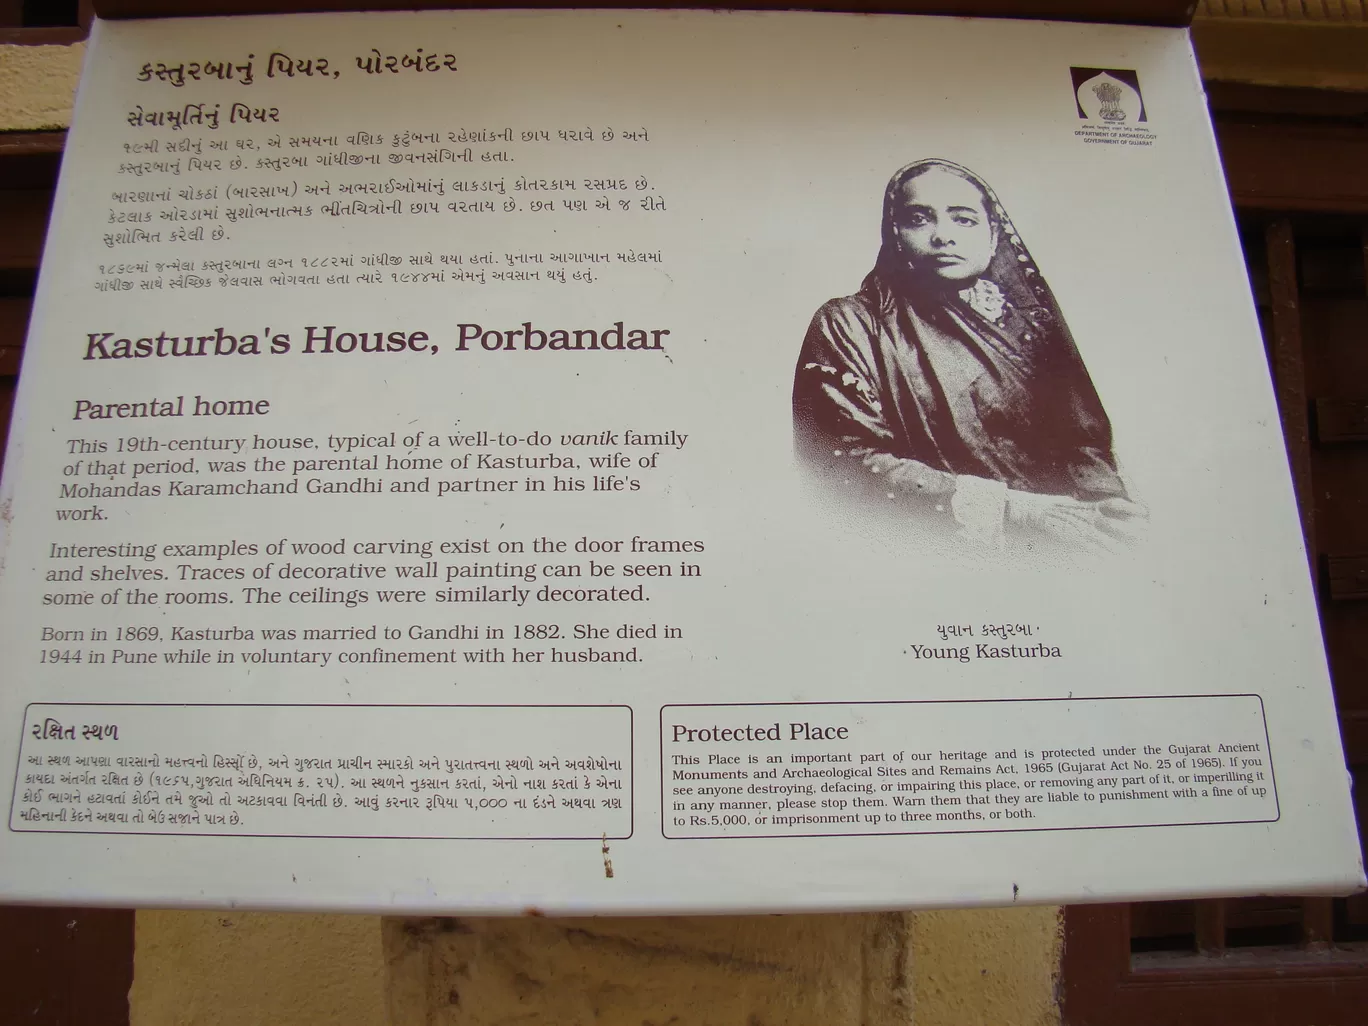 કસ્તુરબાનું પિયર, પોરબંદર
સેવામૂર્તિનું પિયર
૧૯મી સદીનું આ ઘર, એ સમયના વણિક કુટુંબના રહેણાંકની છાપ ધરાવે છે અને
કસ્તુરબાનું પિયર છે. કસ્તુરબા ગાંધીજીના જીવનસંગિની હતા.
બારણાનાં ચોકઠાં (બારસાખ) અને અભરાઈઓમાંનું લાકડાનું કોતરકામ રસપ્રદ છે.
કેટલાક ઓરડામાં સુશોભનાત્મક ભીંતચિત્રોની છાપ વરતાય છે. છત પણ એ જ રીતે
સુશોભિત કરેલી છે.
૧૮૬૯માં જન્મેલા કસ્તુરબાના લગ્ન ૧૮૮૨માં ગાંધીજી સાથે થયા હતાં. પુનાના આગાખાન મહેલમાં
ગાંધીજી સાથે સ્વૈચ્છિક જેલવાસ ભોગવતા હતા ત્યારે ૧૯૪૪માં એમનું અવસાન થયું હતું.
Kasturba's House, Porbandar
Parental home
This 19th-century house, typical of a well-to-do vanik family
of that period, was the parental home of Kasturba, wife of
Mohandas Karamchand Gandhi and partner in his life's
work.
Interesting examples of wood carving exist on the door frames
and shelves. Traces of decorative wall painting can be seen in
some of the rooms. The ceilings were similarly decorated.
Born in 1869, Kasturba was married to Gandhi in 1882. She died in
1944 in Pune while in voluntary confinement with her husband.
DEPARTMENT OF ARCHAEOLOGY
GOVERNMENT OF GUJARAT
યુવાન કસ્તુરબા
Young Kasturba
રક્ષિત સ્થળ
આ સ્થળ આપણા વારસાનો મહત્ત્વનો હિસ્સો છે, અને ગુજરાત પ્રાચીન સ્મારકો અને પુરાતત્ત્વના સ્થળો અને અવશેષોના
કાયદા અંતર્ગત રક્ષિત છે (૧૯૬૫,ગુજરાત અધિનિયમ ક્ર. ૨૫). આ સ્થળને નુકસાન કરતાં, એનો નાશ કરતાં કે એના
કોઈ ભાગને હટાવતાં કોઈને તમે જુઓ તો અટકાવવા વિનંતી છે. આવું કરનાર રૂપિયા ૫,૦૦૦ ના દંડને અથવા ત્રણ
મહિનાની કેદને અથવા તો બેઉ સજાને પાત્ર છે.
Protected Place
This Place is an important part of our heritage and is protected under the Gujarat Ancient
Monuments and Archaeological Sites and Remains Act, 1965 (Gujarat Act No. 25 of 1965). If you
see anyone destroying, defacing, or impairing this place, or removing any part of it, or imperilling it
in any manner, please stop them. Warn them that they are liable to punishment with a fine of up
to Rs.5,000, or imprisonment up to three months, or both.